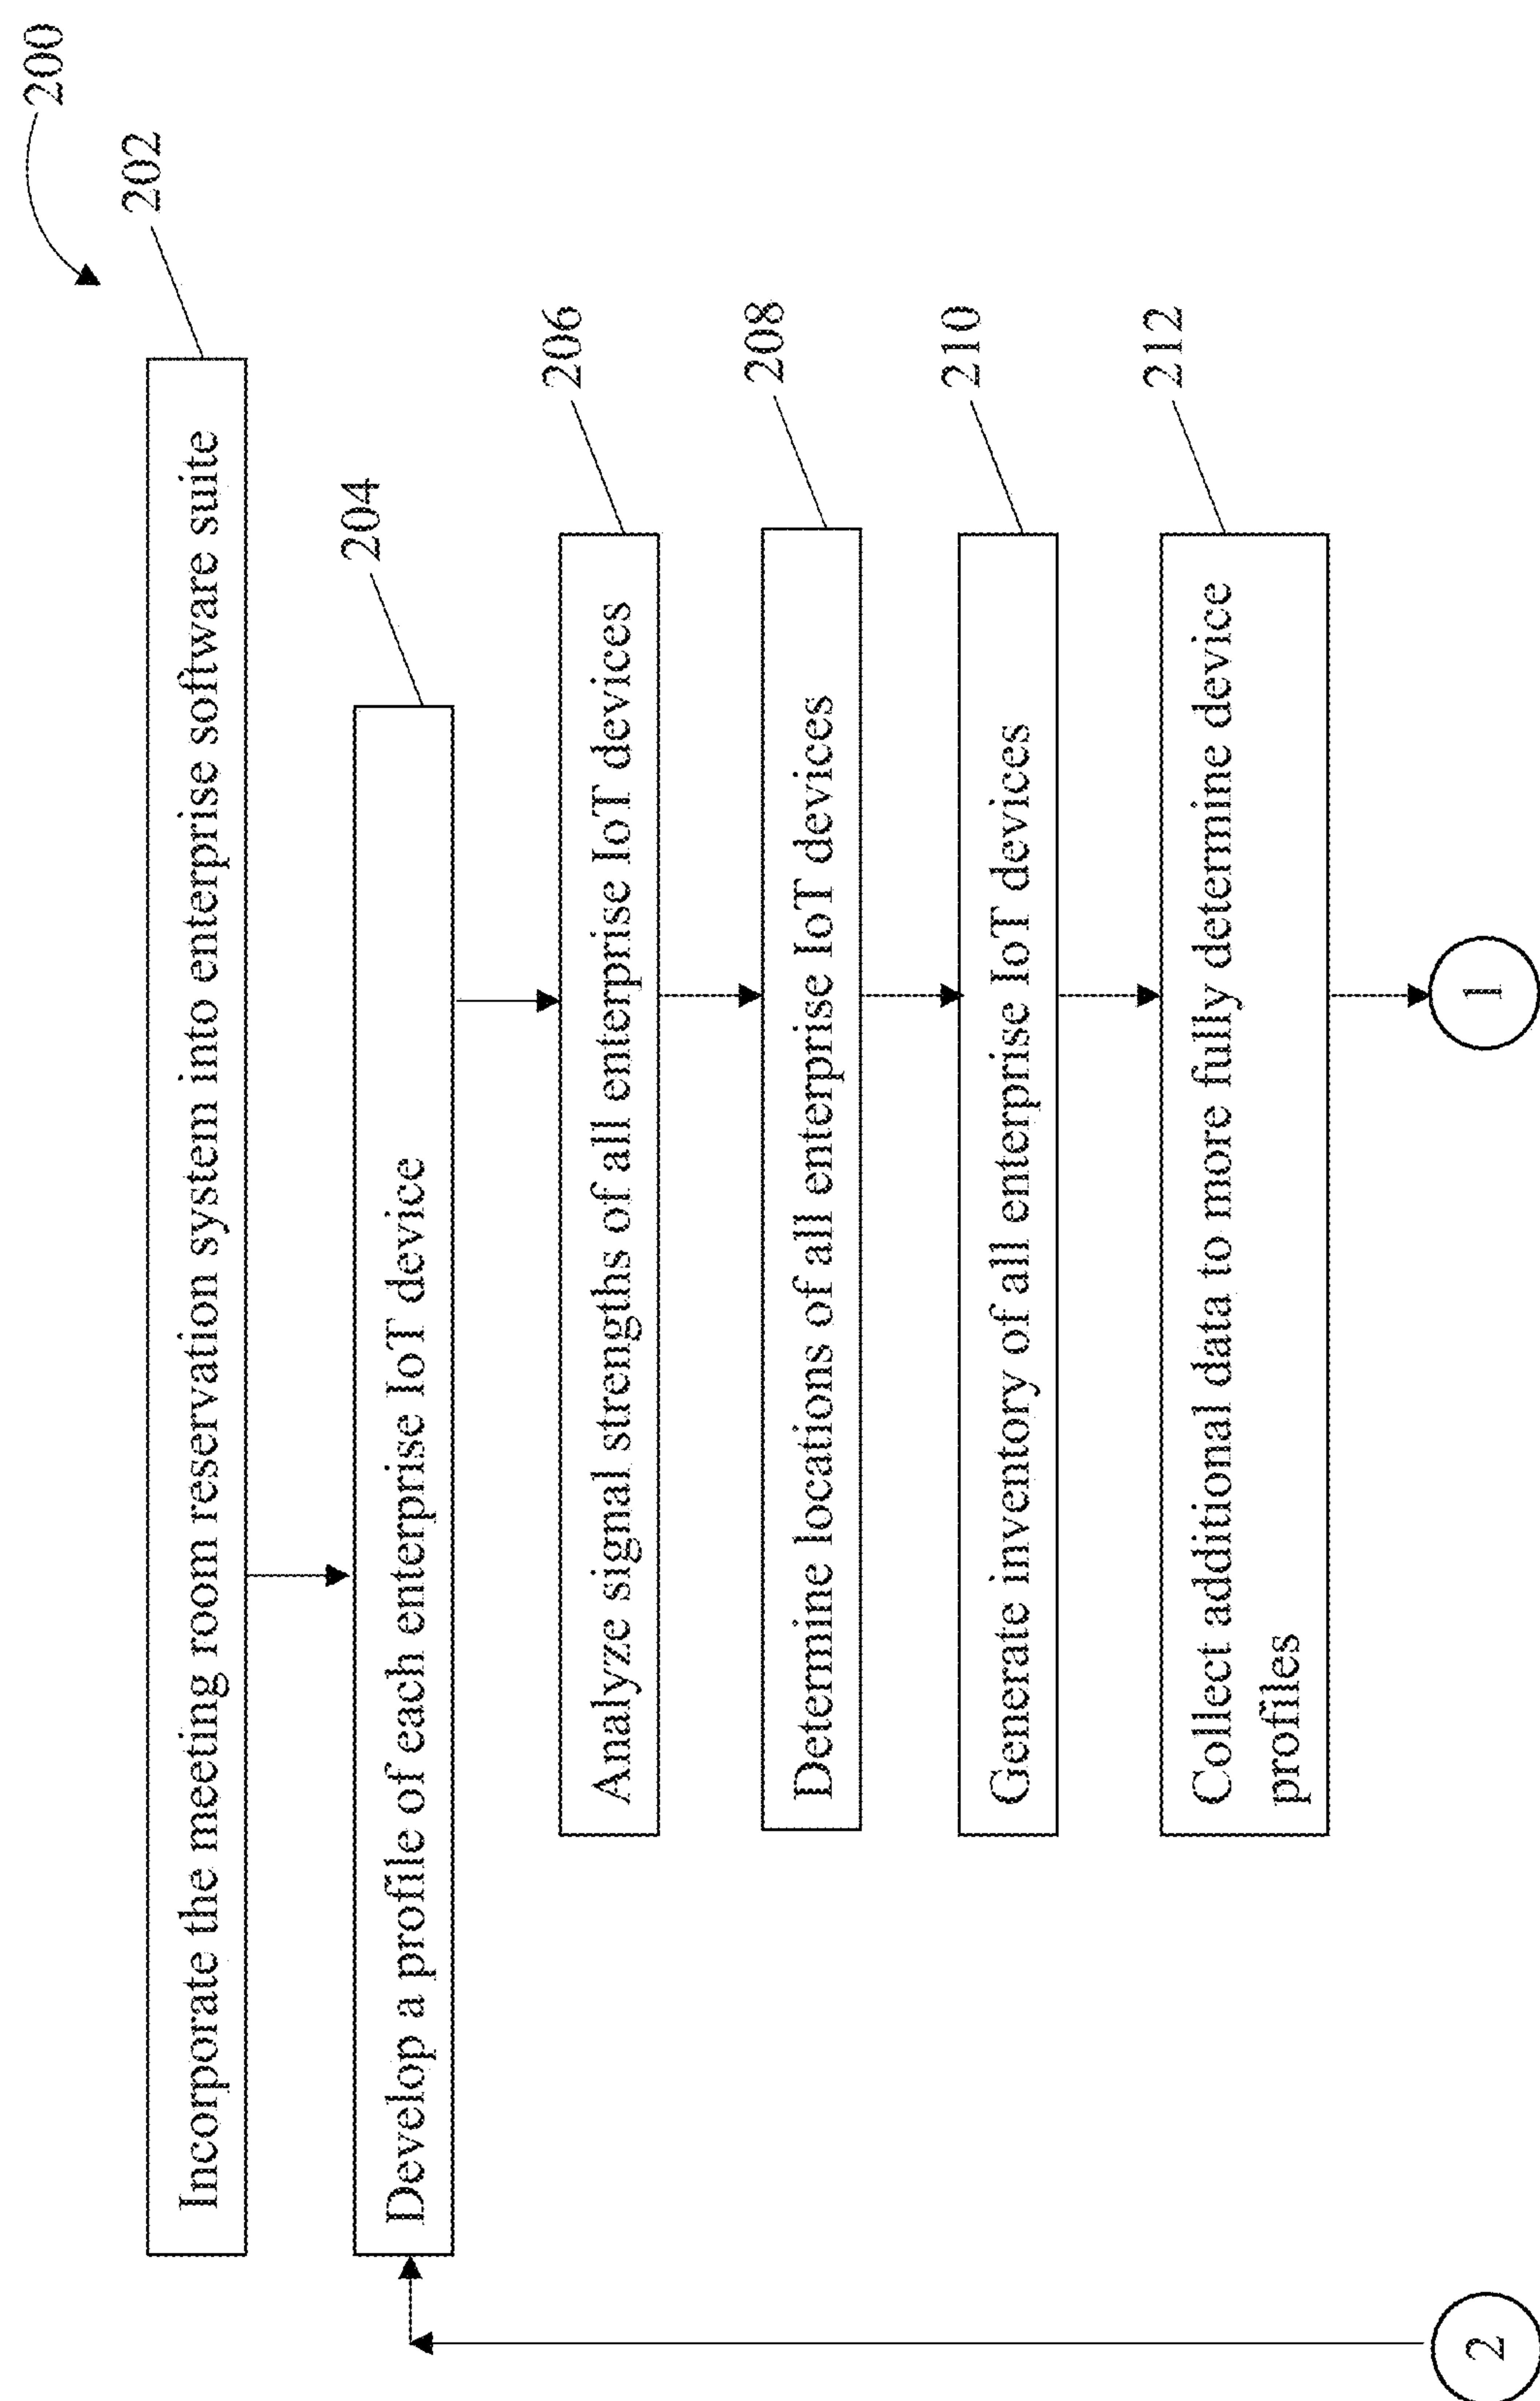 200
202
Incorporate the meeting room reservation system into enterprise software suite
204
Develop a profile of each enterprise IoT device
206
Analyze signal strengths of all enterprise IoT devices
208
Determine locations of all enterprise IoT devices
210
Generate inventory of all enterprise IoT devices
212
Collect additional data to more fully determine device
profiles
2
1